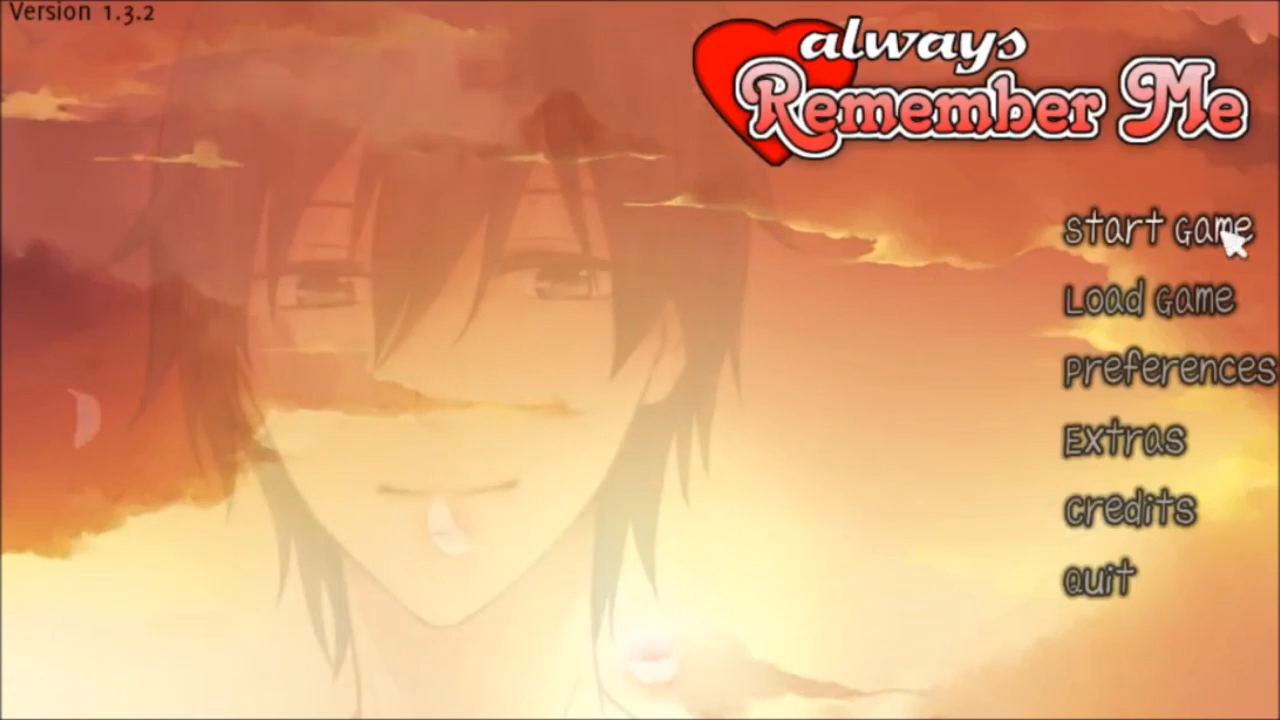 Version 1.3.2
always
Remember Me
Start Game
Load Game
Preferences
Extras
Credits
Quit